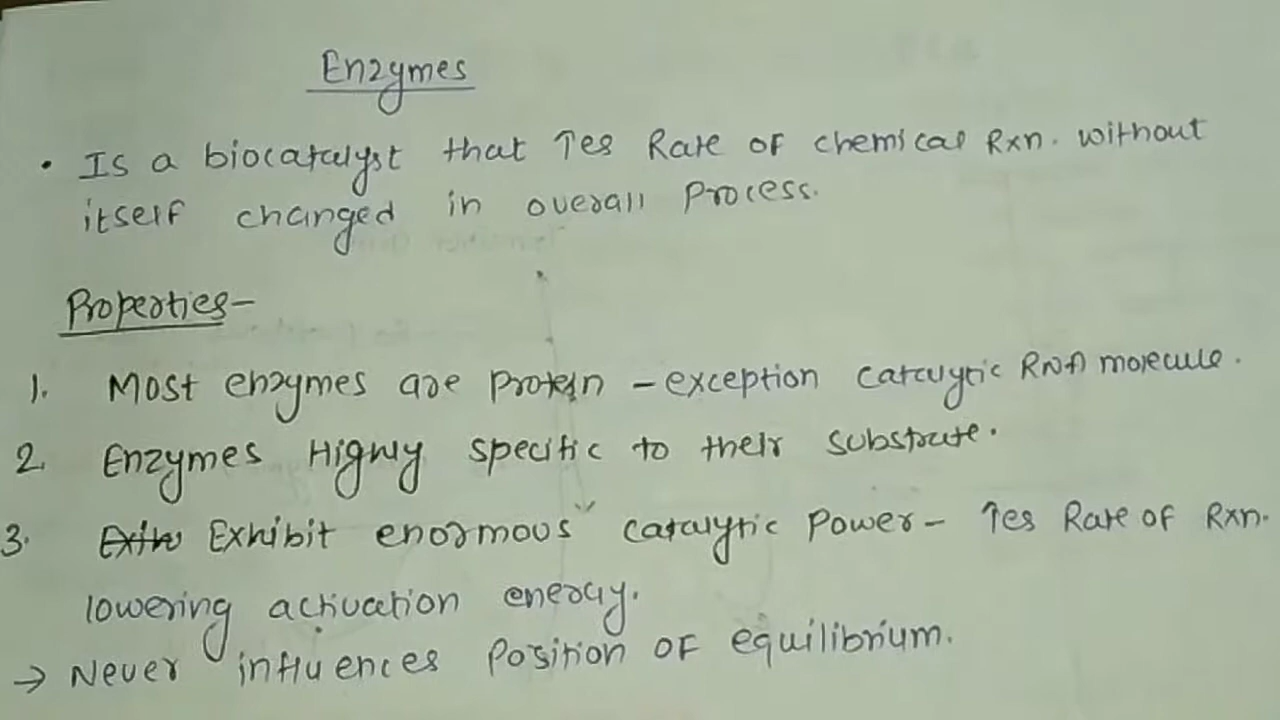 Enzymes
• Is a biocatalyst that ↑es Rate of chemical Rxn. without
itself changed in overall Process.
Properties-
1. Most enzymes are protein - exception catalytic RNA molecule.
2. Enzymes Highly specific to their substrate.
3. Exhibit enormous catalytic Power - ↑es Rate of Rxn.
lowering activation energy.
→ Never influences Position of equilibrium.